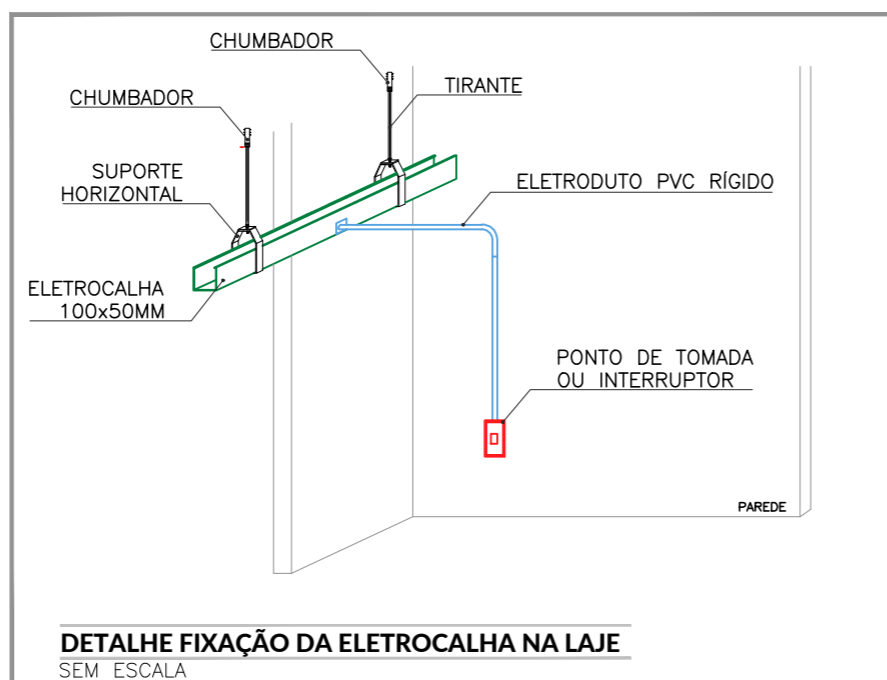 CHUMBADOR
CHUMBADOR
TIRANTE
SUPORTE
HORIZONTAL
ELETRODUTO PVC RÍGIDO
ELETROCALHA
100x50MM
PONTO DE TOMADA
OU INTERRUPTOR
PAREDE
DETALHE FIXAÇÃO DA ELETROCALHA NA LAJE
SEM ESCALA